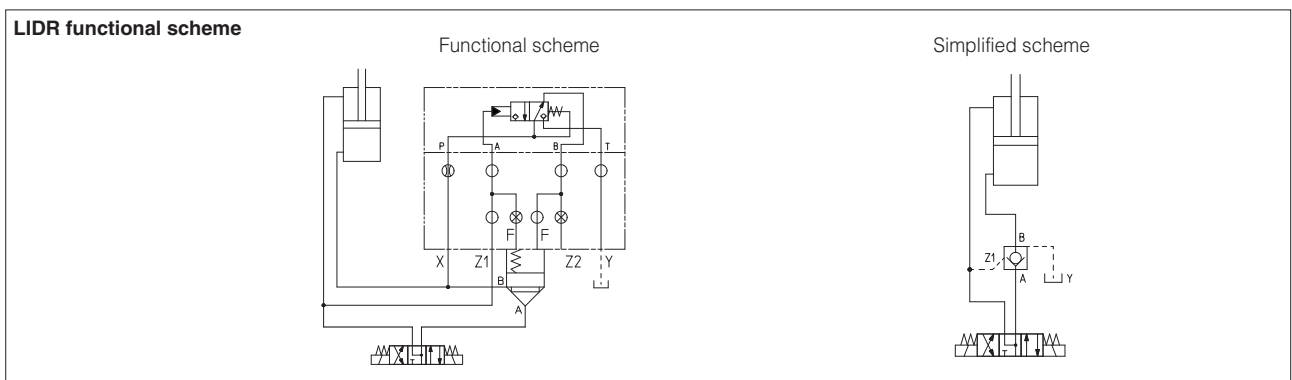 LIDR functional scheme
Functional scheme
Simplified scheme
P A B T
F F
X Z1 Z2 Y
B
A
T
B
Z1
A Y
T